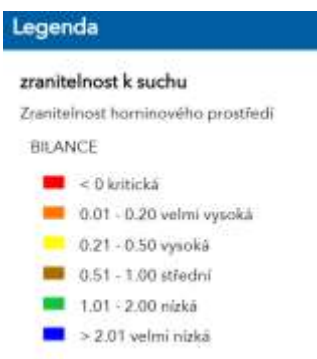 Legenda
zranitelnost k suchu
Zranitelnost horninového prostředí
BILANCE
< 0 kritická
0.01 - 0.20 velmi vysoká
0.21 - 0.50 vysoká
0.51 - 1.00 střední
1.01 - 2.00 nízká
> 2.01 velmi nízká